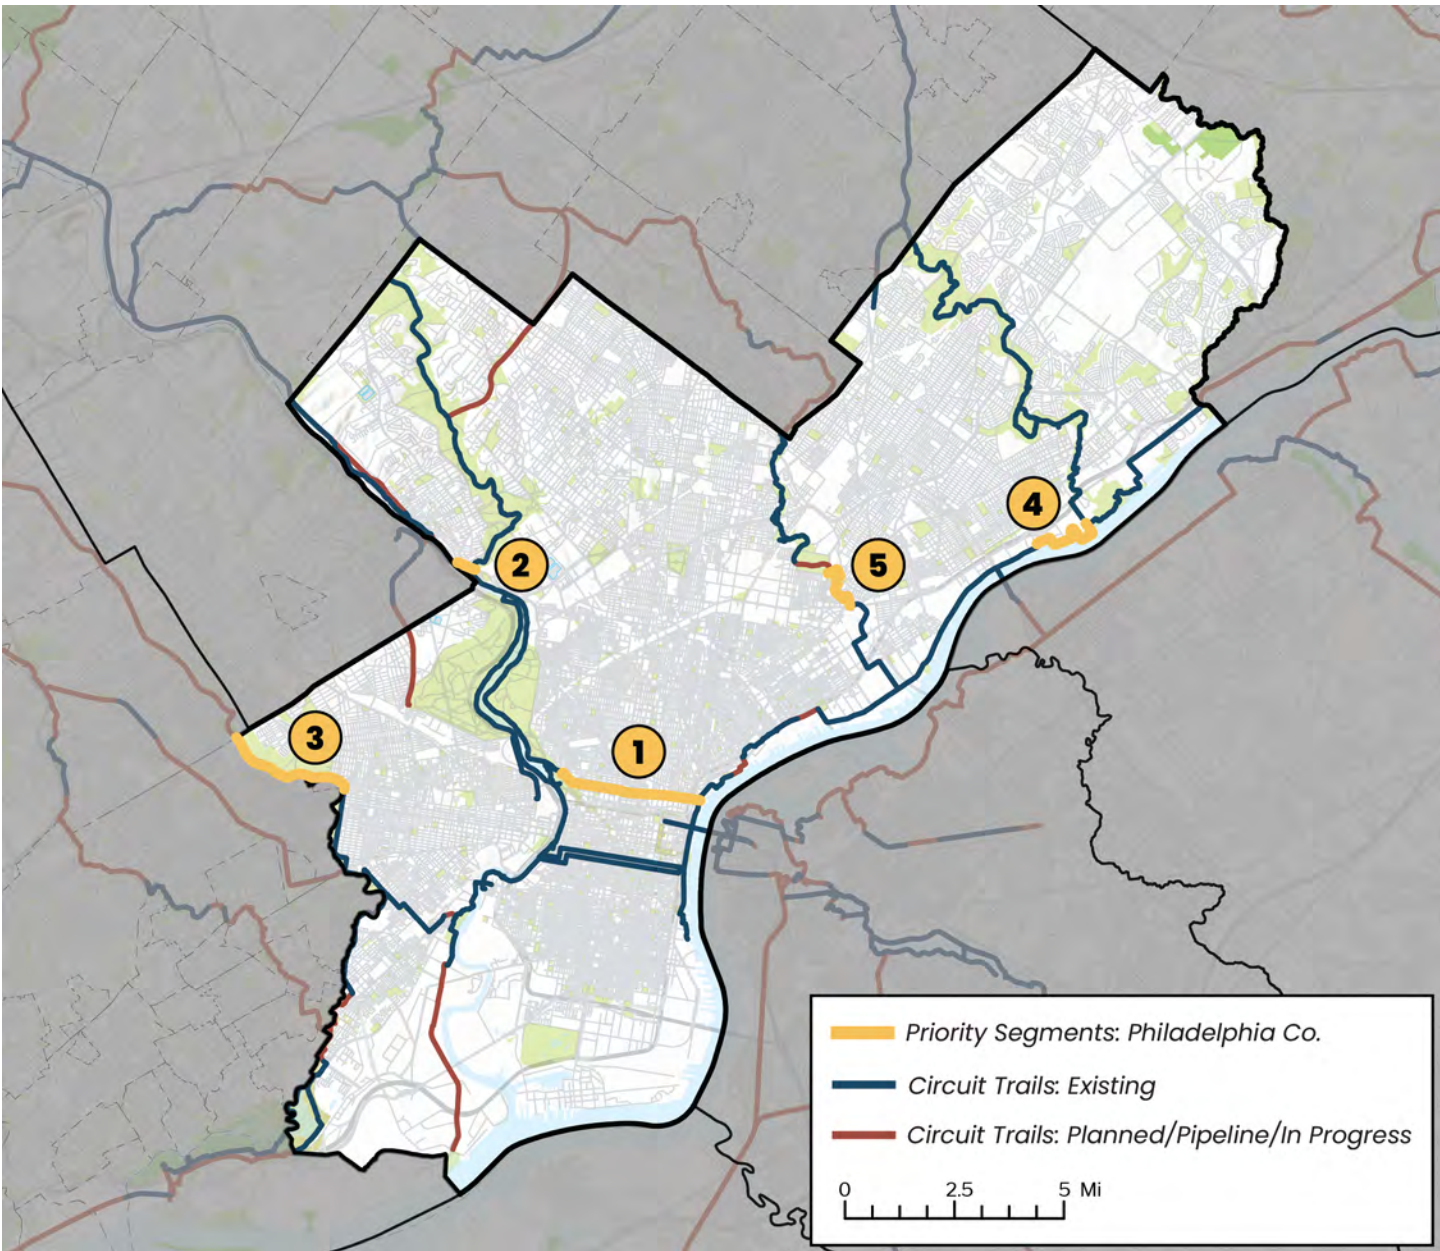 4
2
5
3
1
Priority Segments: Philadelphia Co.
Circuit Trails: Existing
Circuit Trails: Planned/Pipeline/In Progress
0 2.5 5 Mi